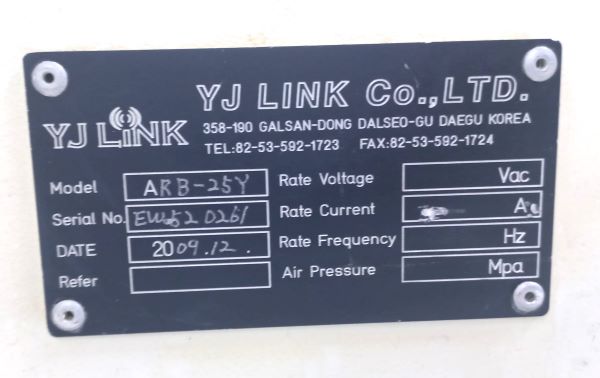 YJ LINK Co.,LTD.
YJ LiNK
358-190 GALSAN-DONG DALSEO-GU DAEGU KOREA
TEL:82-53-592-1723 FAX:82-53-592-1724
Model ARB-25Y Rate Voltage Vac
Serial No. Rate Current A
DATE 2009.12. Rate Frequency Hz
Refer Air Pressure Mpa